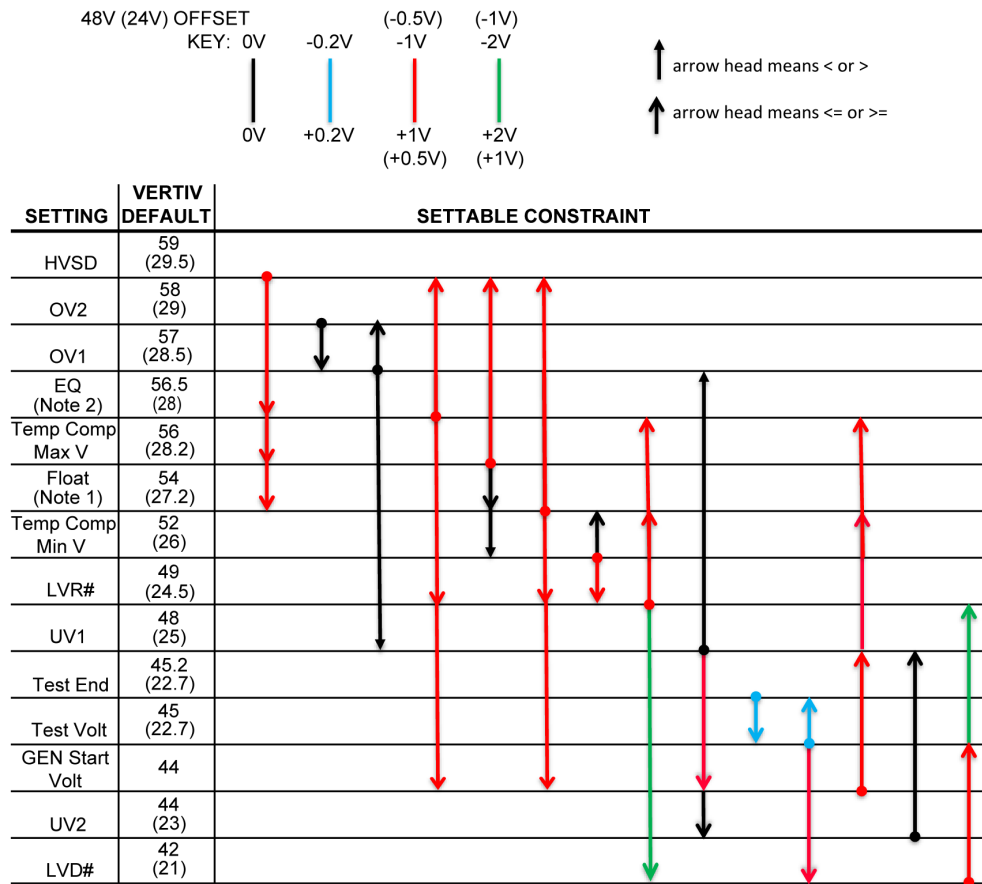 48V (24V) OFFSET (-0.5V) (-1V)
KEY: 0V -0.2V -1V -2V
arrow head means < or >
arrow head means <= or >=
0V +0.2V +1V +2V
(+0.5V) (+1V)
VERTIV
SETTING DEFAULT SETTABLE CONSTRAINT
HVSD 59
(29.5)
OV2 58
(29)
OV1 57
(28.5)
EQ 56.5
(Note 2) (28)
Temp Comp 56
Max V (28.2)
Float 54
(Note 1) (27.2)
Temp Comp 52
Min V (26)
LVR# 49
(24.5)
UV1 48
(25)
Test End 45.2
(22.7)
Test Volt 45
(22.7)
GEN Start
Volt 44
UV2 44
(23)
LVD# 42
(21)